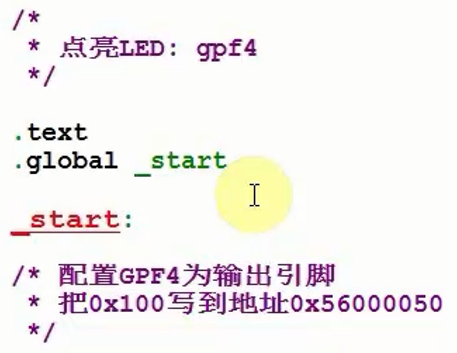 /*
 * 点亮LED: gpf4
 */
.text
.global _start
_start:
/* 配置GPF4为输出引脚
 * 把0x100写到地址0x56000050
 */